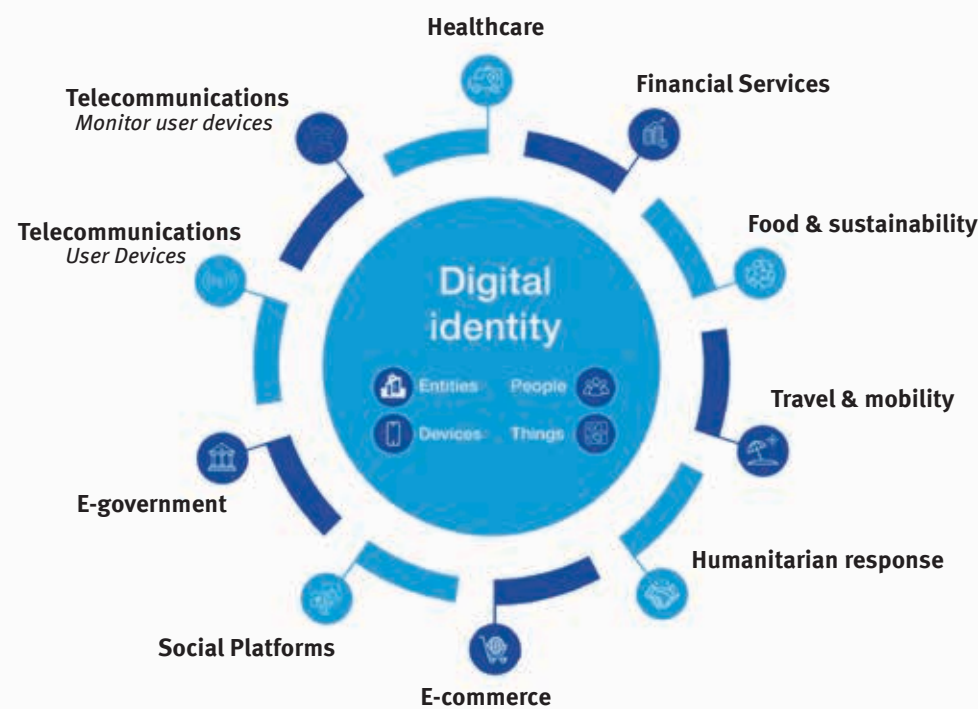 Healthcare
Financial Services
Telecommunications
Monitor user devices
Food & sustainability
Telecommunications
User Devices
Digital
identity
Entities
People
Devices
Things
Travel & mobility
E-government
Humanitarian response
Social Platforms
E-commerce